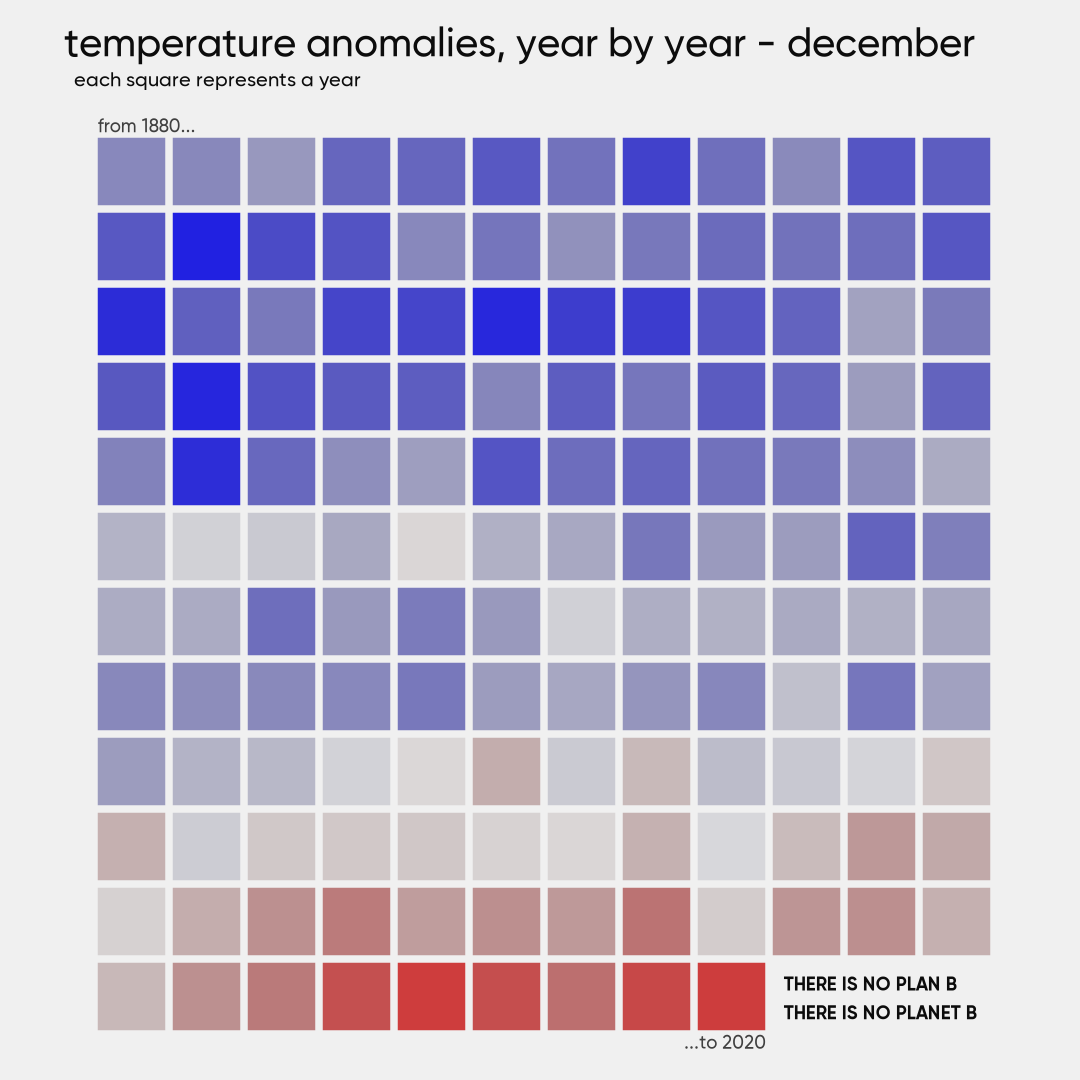 temperature anomalies, year by year - december
each square represents a year
from 1880...
THERE IS NO PLAN B
THERE IS NO PLANET B
...to 2020